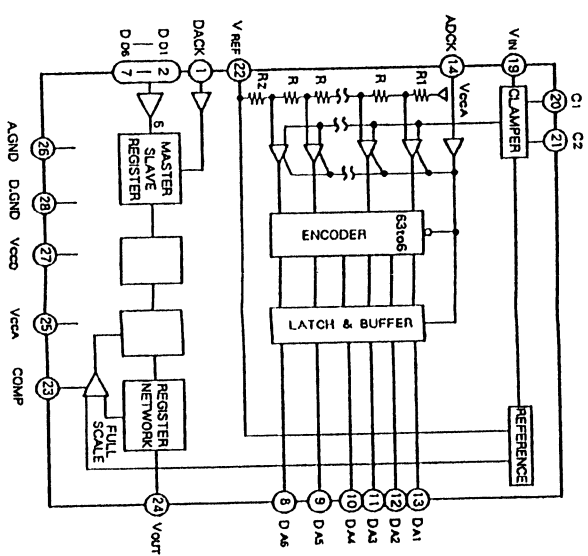 D D6
D D1
DACK
V REF
ADCK
V IN
7
2
1
22
14
19
VCCA
C1
20
C2
21
CLAMPER
RZ
R
R
R
R1
6
MASTER
SLAVE
REGISTER
ENCODER
63to6
LATCH & BUFFER
REGISTER
NETWORK
FULL
SCALE
REFERENCE
A.GND
26
D.GND
28
VCCD
27
VCCA
25
COMP
23
24
VOUT
8
DA6
9
DA5
10
DA4
11
DA3
12
DA2
13
DA1